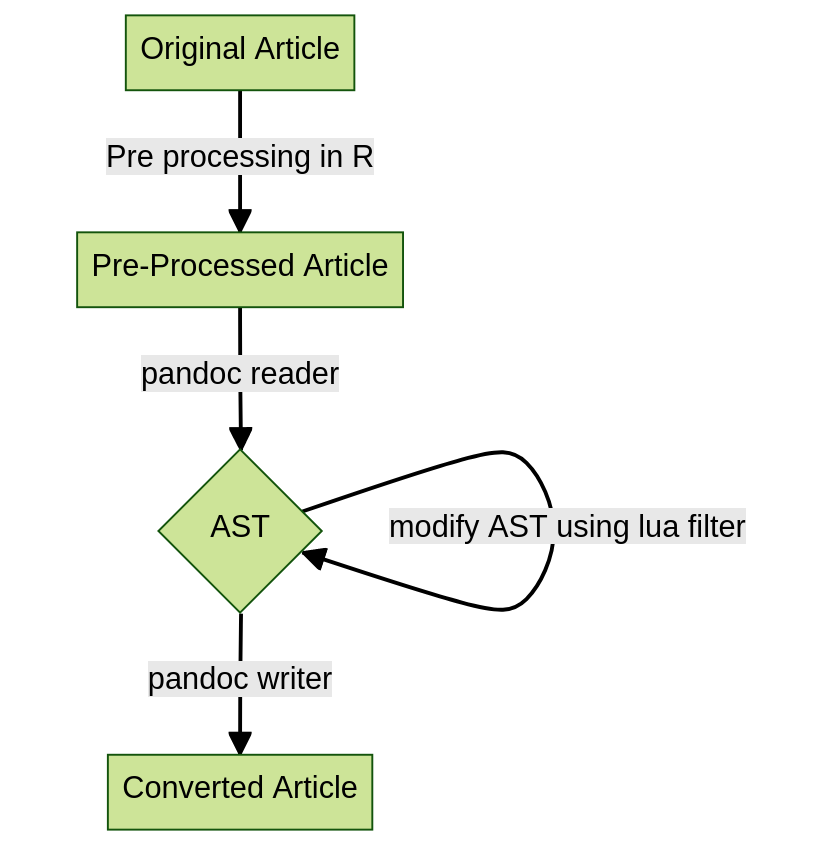 Original Article
Pre processing in R
Pre-Processed Article
pandoc reader
AST
modify AST using lua filter
pandoc writer
Converted Article